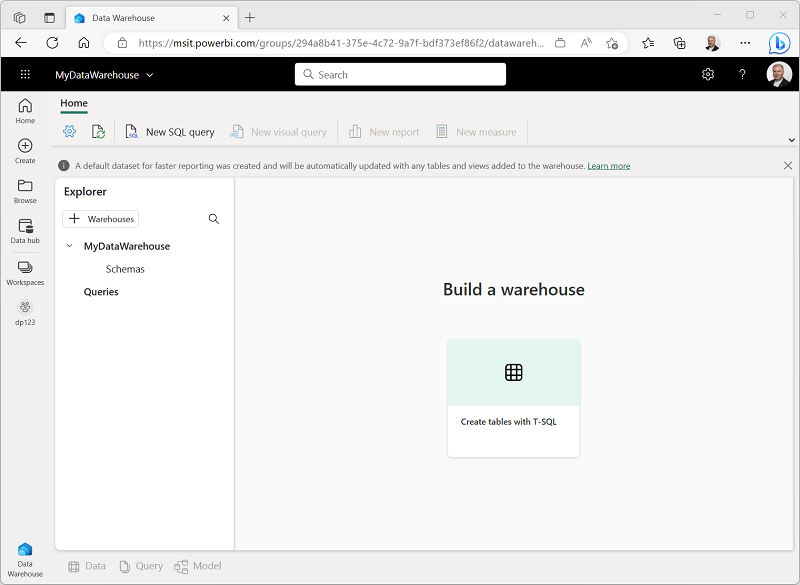 Data Warehouse
https://msit.powerbi.com/groups/294a8b41-375e-4c72-9a7f-bdf373ef86f2/datawareh...
MyDataWarehouse
Search
?
Home
Home
New SQL query
New visual query
New report
New measure
Create
A default dataset for faster reporting was created and will be automatically updated with any tables and views added to the warehouse. Learn more
Browse
Explorer
+ Warehouses
Data hub
MyDataWarehouse
Schemas
Workspaces
Queries
dp123
Build a warehouse
Create tables with T-SQL
Data Warehouse
Data
Query
Model